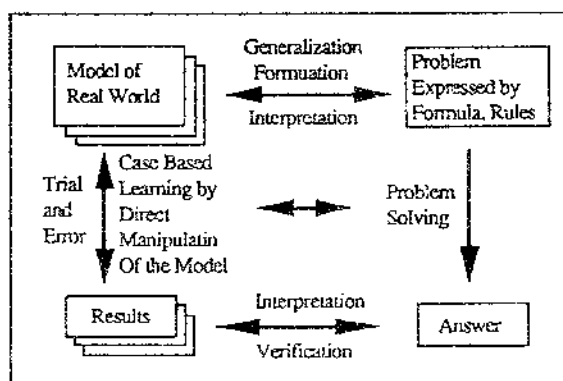 Model of
Real World
Generalization
Formuation
Interpretation
Problem
Expressed by
Formula, Rules
Trial
and
Error
Case Based
Learning by
Direct
Manipulatin
Of the Model
Problem
Solving
Results
Interpretation
Verification
Answer